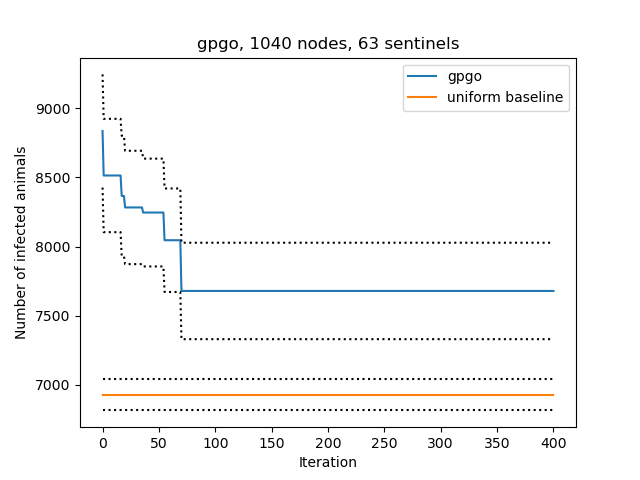 gpgo, 1040 nodes, 63 sentinels
gpgo
uniform baseline
Number of infected animals
9000
8500
8000
7500
7000
0 50 100 150 200 250 300 350 400
Iteration